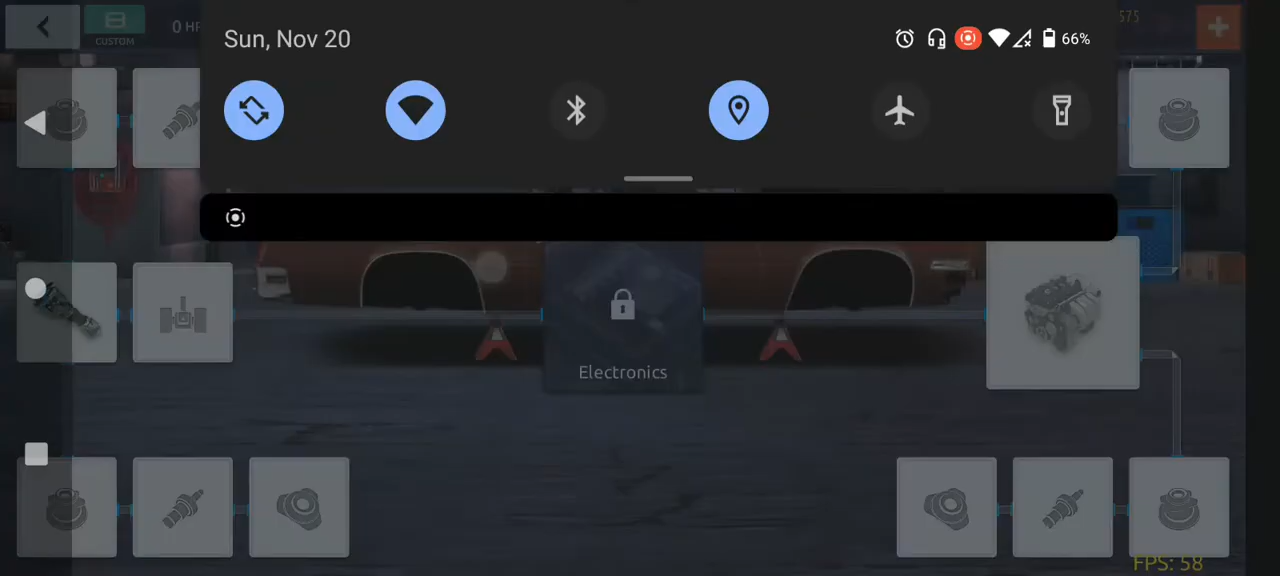 Sun, Nov 20
66%
CUSTOM
0 HP
575
Electronics
FPS: 58